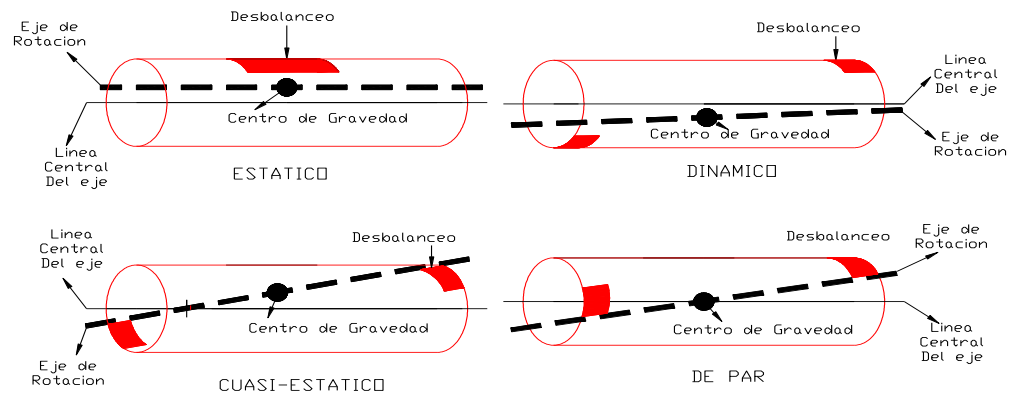 Desbalanceo
Eje de
Rotacion
Centro de Gravedad
Linea
Central
Del eje
ESTATICO
Desbalanceo
Linea
Central
Del eje
Centro de Gravedad
Eje de
Rotacion
DINAMICO
Linea
Central
Del eje
Desbalanceo
Centro de Gravedad
Eje de
Rotacion
CUASI-ESTATICO
Desbalanceo
Eje de
Rotacion
Centro de Gravedad
Linea
Central
Del eje
DE PAR